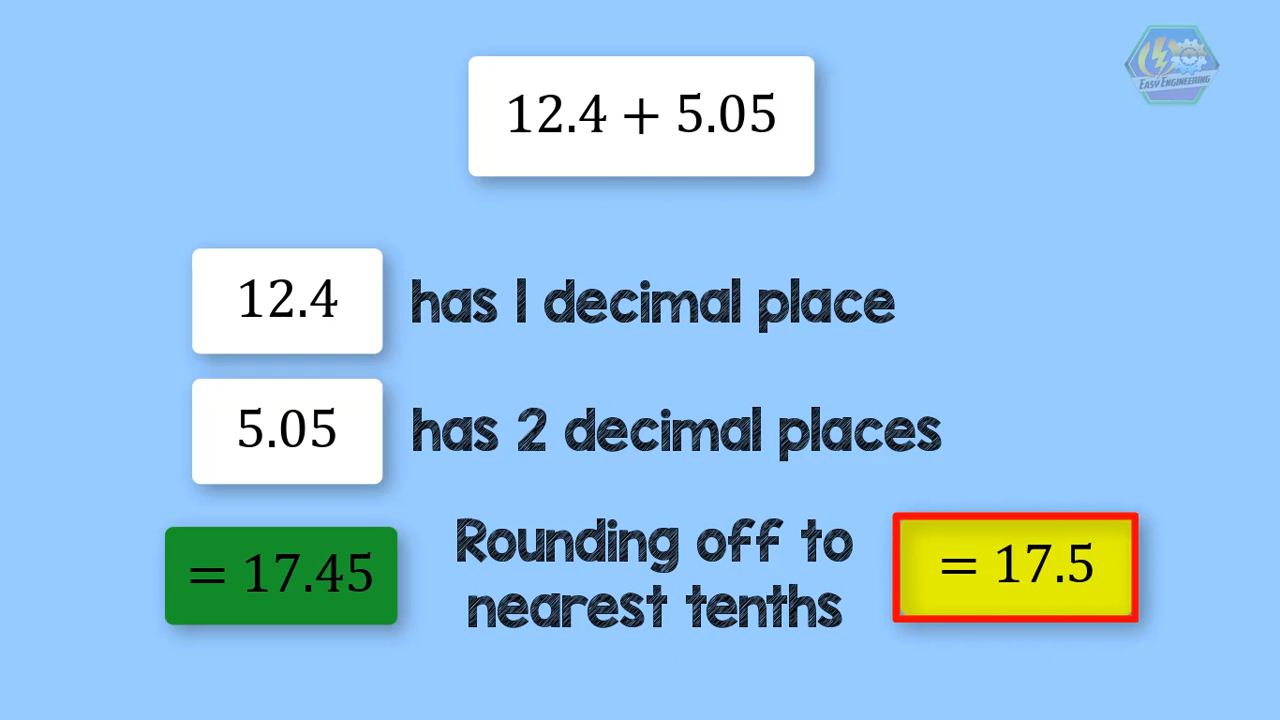 EASY ENGINEERING
12.4 + 5.05
12.4 has 1 decimal place
5.05 has 2 decimal places
= 17.45
Rounding off to
nearest tenths
= 17.5